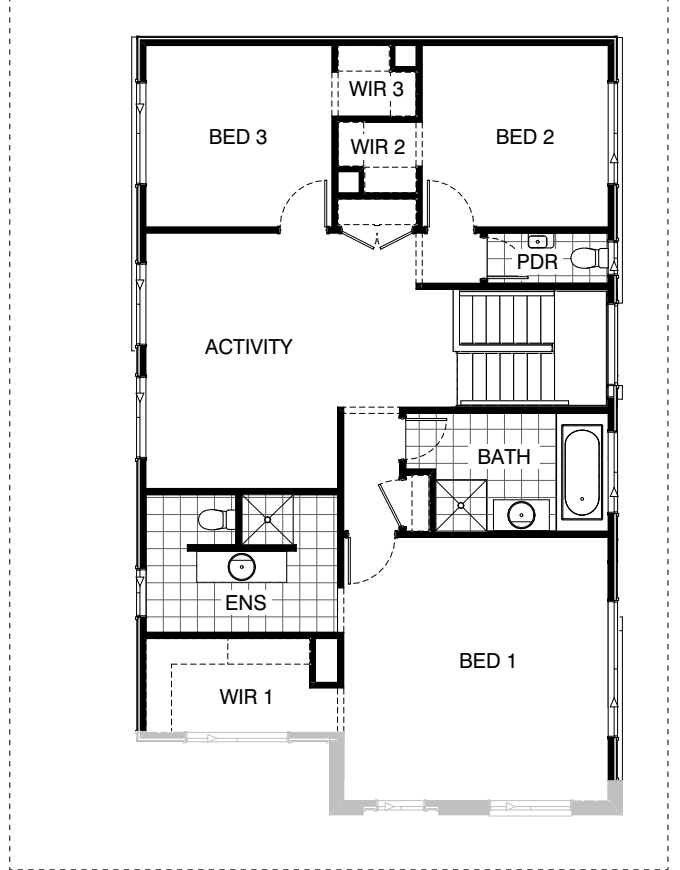 WIR 3
BED 3
BED 2
WIR 2
PDR
ACTIVITY
BATH
ENS
BED 1
WIR 1